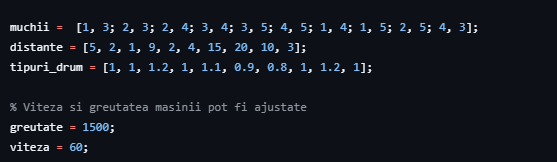 muchii =  [1, 3; 2, 3; 2, 4; 3, 4; 3, 5; 4, 5; 1, 4; 1, 5; 2, 5; 4, 3];
distante = [5, 2, 1, 9, 2, 4, 15, 20, 10, 3];
tipuri_drum = [1, 1, 1.2, 1, 1.1, 0.9, 0.8, 1, 1.2, 1];
% Viteza si greutatea masinii pot fi ajustate
greutate = 1500;
viteza = 60;